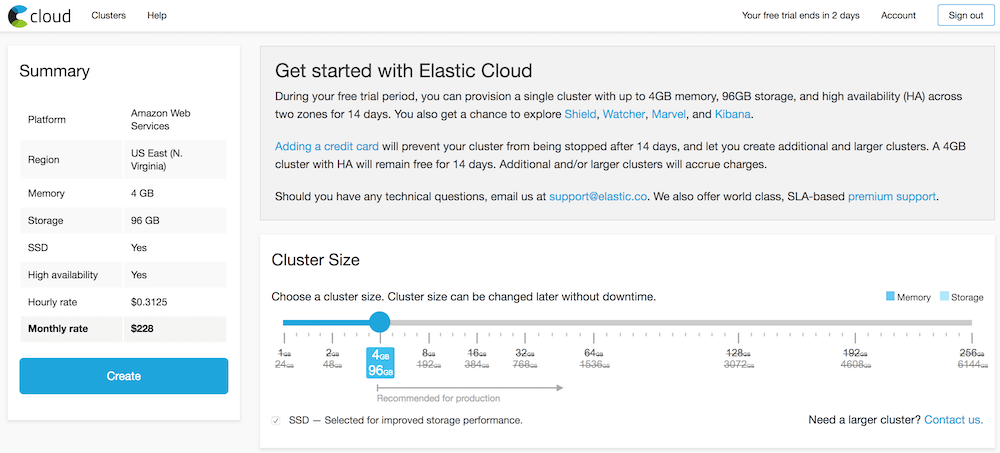 cloud
Clusters
Help
Your free trial ends in 2 days
Account
Sign out
Summary
Platform
Amazon Web
Services
Region
US East (N.
Virginia)
Memory
4 GB
Storage
96 GB
SSD
Yes
High availability
Yes
Hourly rate
$0.3125
Monthly rate
$228
Create
Get started with Elastic Cloud
During your free trial period, you can provision a single cluster with up to 4GB memory, 96GB storage, and high availability (HA) across
two zones for 14 days. You also get a chance to explore Shield, Watcher, Marvel, and Kibana.
Adding a credit card will prevent your cluster from being stopped after 14 days, and let you create additional and larger clusters. A 4GB
cluster with HA will remain free for 14 days. Additional and/or larger clusters will accrue charges.
Should you have any technical questions, email us at support@elastic.co. We also offer world class, SLA-based premium support.
Cluster Size
Choose a cluster size. Cluster size can be changed later without downtime.
Memory
Storage
1GB 2GB 4GB 8GB 16GB 32GB 64GB 128GB 192GB 256GB
24GB 48GB 96GB 192GB 384GB 768GB 1536GB 3072GB 4608GB 6144GB
Recommended for production
SSD — Selected for improved storage performance.
Need a larger cluster? Contact us.